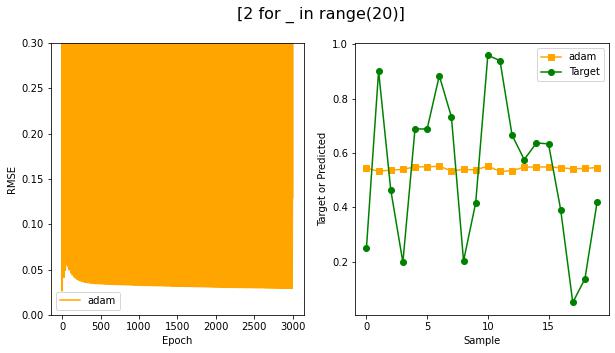 [2 for _ in range(20)]
0.30
0.25
0.20
0.15
0.10
0.05
0.00
RMSE
0 500 1000 1500 2000 2500 3000
Epoch
adam
1.0
0.8
0.6
0.4
0.2
Target or Predicted
0 5 10 15
Sample
adam
Target